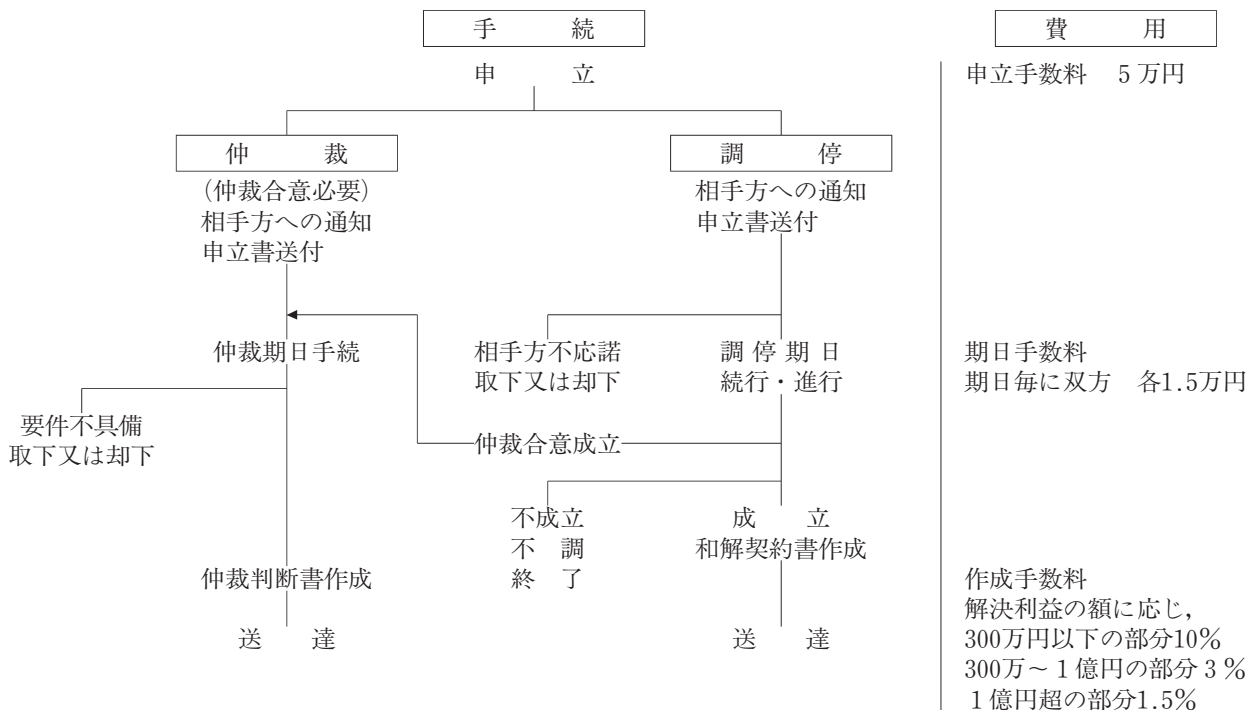 手続
費用
申立
申立手数料 5万円
仲裁
(仲裁合意必要)
相手方への通知
申立書送付
調停
相手方への通知
申立書送付
仲裁期日手続
相手方不応諾
取下又は却下
調停期日
続行・進行
期日手数料
期日毎に双方 各1.5万円
要件不具備
取下又は却下
仲裁合意成立
不成立
不調
終了
成立
和解契約書作成
仲裁判断書作成
作成手数料
解決利益の額に応じ,
300万円以下の部分10%
300万~1億円の部分3%
1億円超の部分1.5%
送達
送達